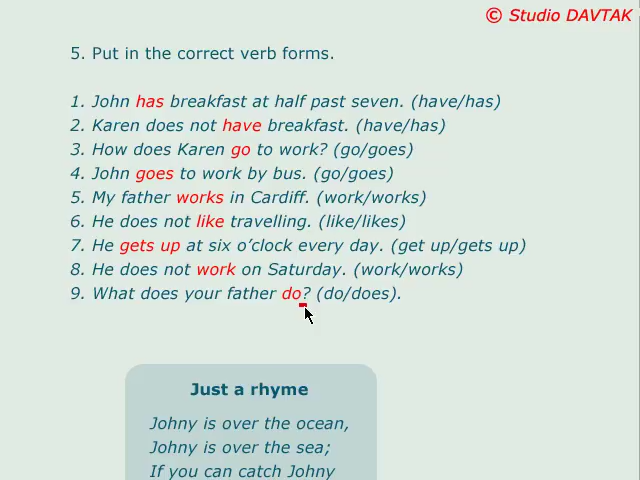 © Studio DAVTAK
5. Put in the correct verb forms.
1. John has breakfast at half past seven. (have/has)
2. Karen does not have breakfast. (have/has)
3. How does Karen go to work? (go/goes)
4. John goes to work by bus. (go/goes)
5. My father works in Cardiff. (work/works)
6. He does not like travelling. (like/likes)
7. He gets up at six o’clock every day. (get up/gets up)
8. He does not work on Saturday. (work/works)
9. What does your father do? (do/does).
Just a rhyme
Johny is over the ocean,
Johny is over the sea;
If you can catch Johny